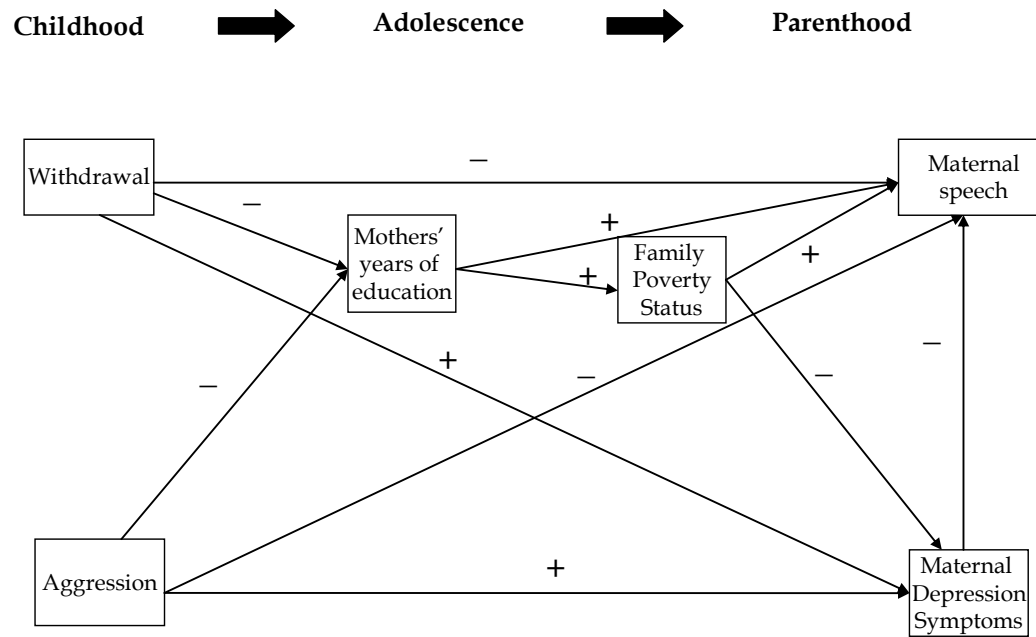 Childhood
Adolescence
Parenthood
Withdrawal
–
–
Mothers’
years of
education
+
+
Family
Poverty
Status
+
Maternal
speech
–
+
–
–
–
Aggression
+
Maternal
Depression
Symptoms